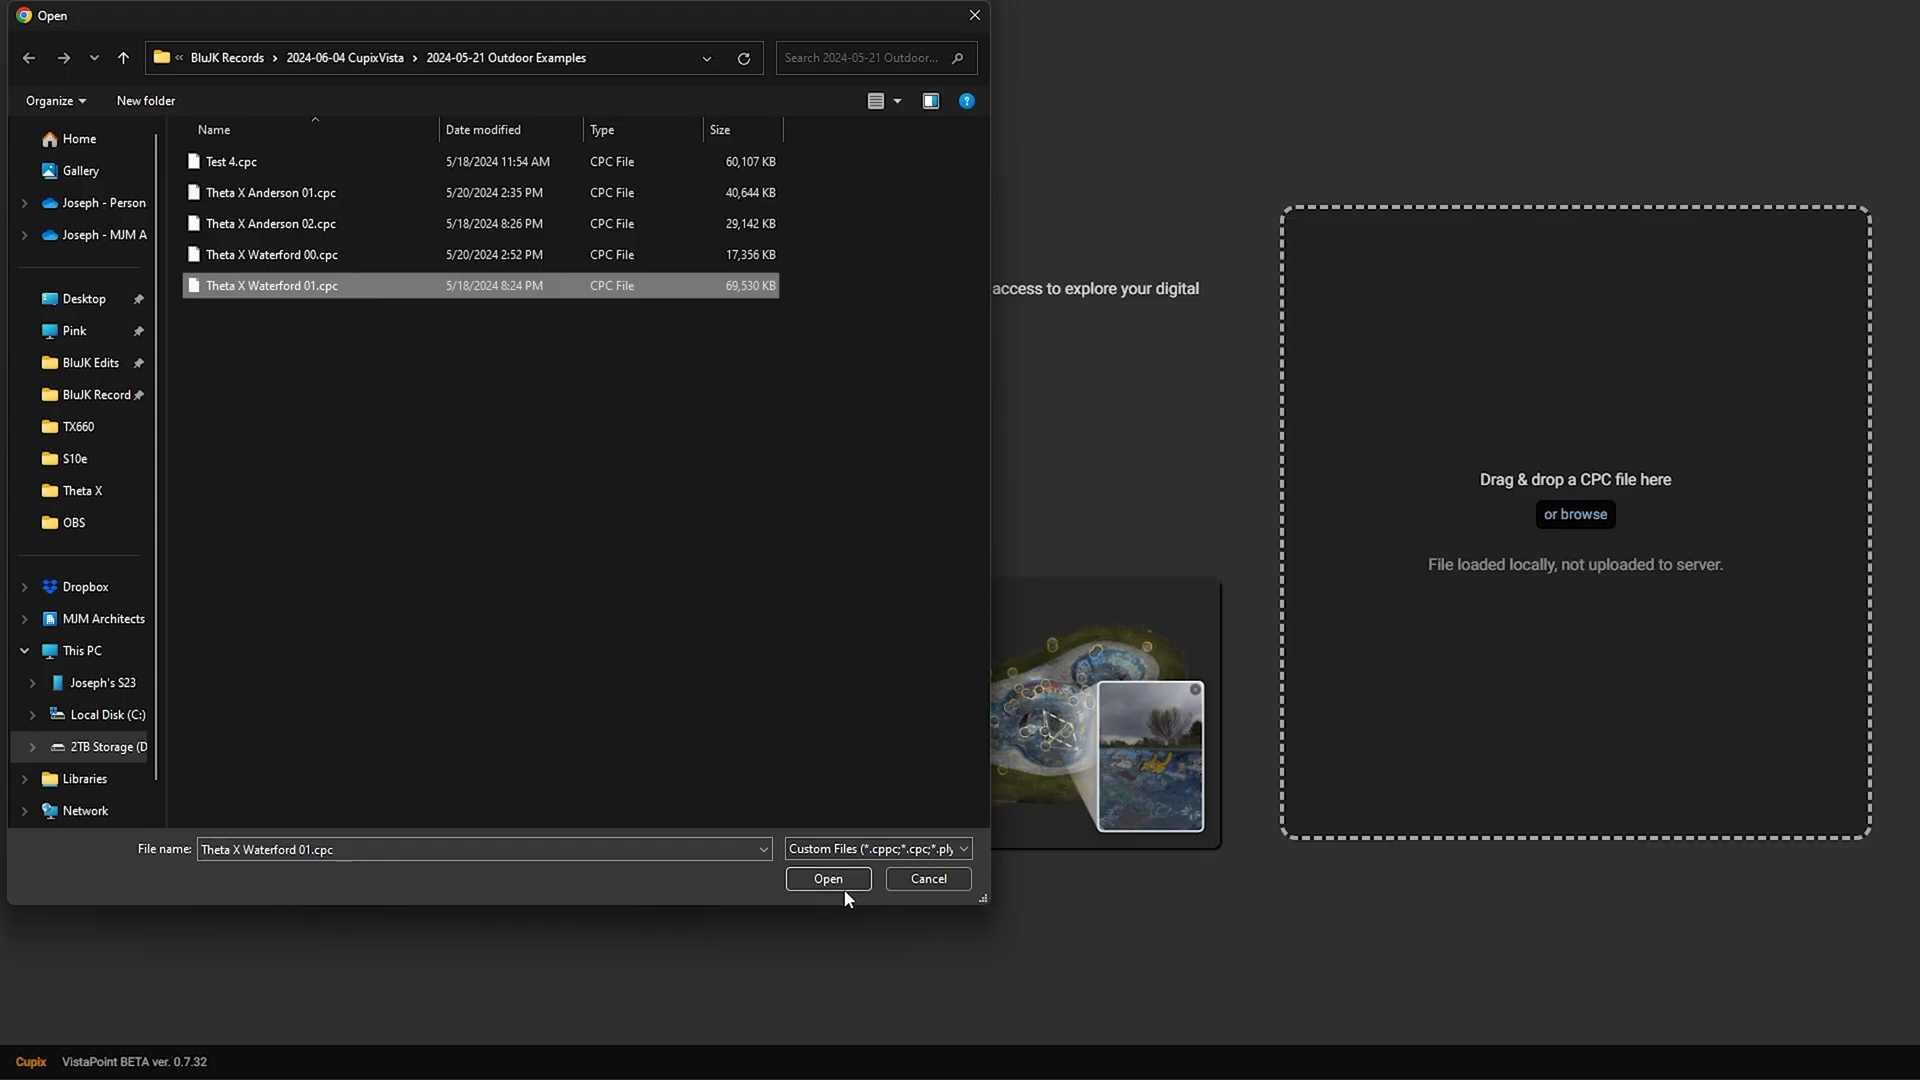 Open
« BluJK Records › 2024-06-04 CupixVista › 2024-05-21 Outdoor Examples
Search 2024-05-21 Outdoor...
Organize
New folder
Name
Date modified
Type
Size
Test 4.cpc 5/18/2024 11:54 AM CPC File 60,107 KB
Theta X Anderson 01.cpc 5/20/2024 2:35 PM CPC File 40,644 KB
Theta X Anderson 02.cpc 5/18/2024 8:26 PM CPC File 29,142 KB
Theta X Waterford 00.cpc 5/20/2024 2:52 PM CPC File 17,356 KB
Theta X Waterford 01.cpc 5/18/2024 8:24 PM CPC File 69,530 KB
Home
Gallery
Joseph - Person
Joseph - MJM A
Desktop
Pink
BluJK Edits
BluJK Record
TX660
S10e
Theta X
OBS
Dropbox
MJM Architects
This PC
Joseph's S23
Local Disk (C:)
2TB Storage (D
Libraries
Network
File name: Theta X Waterford 01.cpc
Custom Files (*.cppc;*.cpc;*.ply
Open
Cancel
access to explore your digital
Drag & drop a CPC file here
or browse
File loaded locally, not uploaded to server.
Cupix VistaPoint BETA ver. 0.7.32